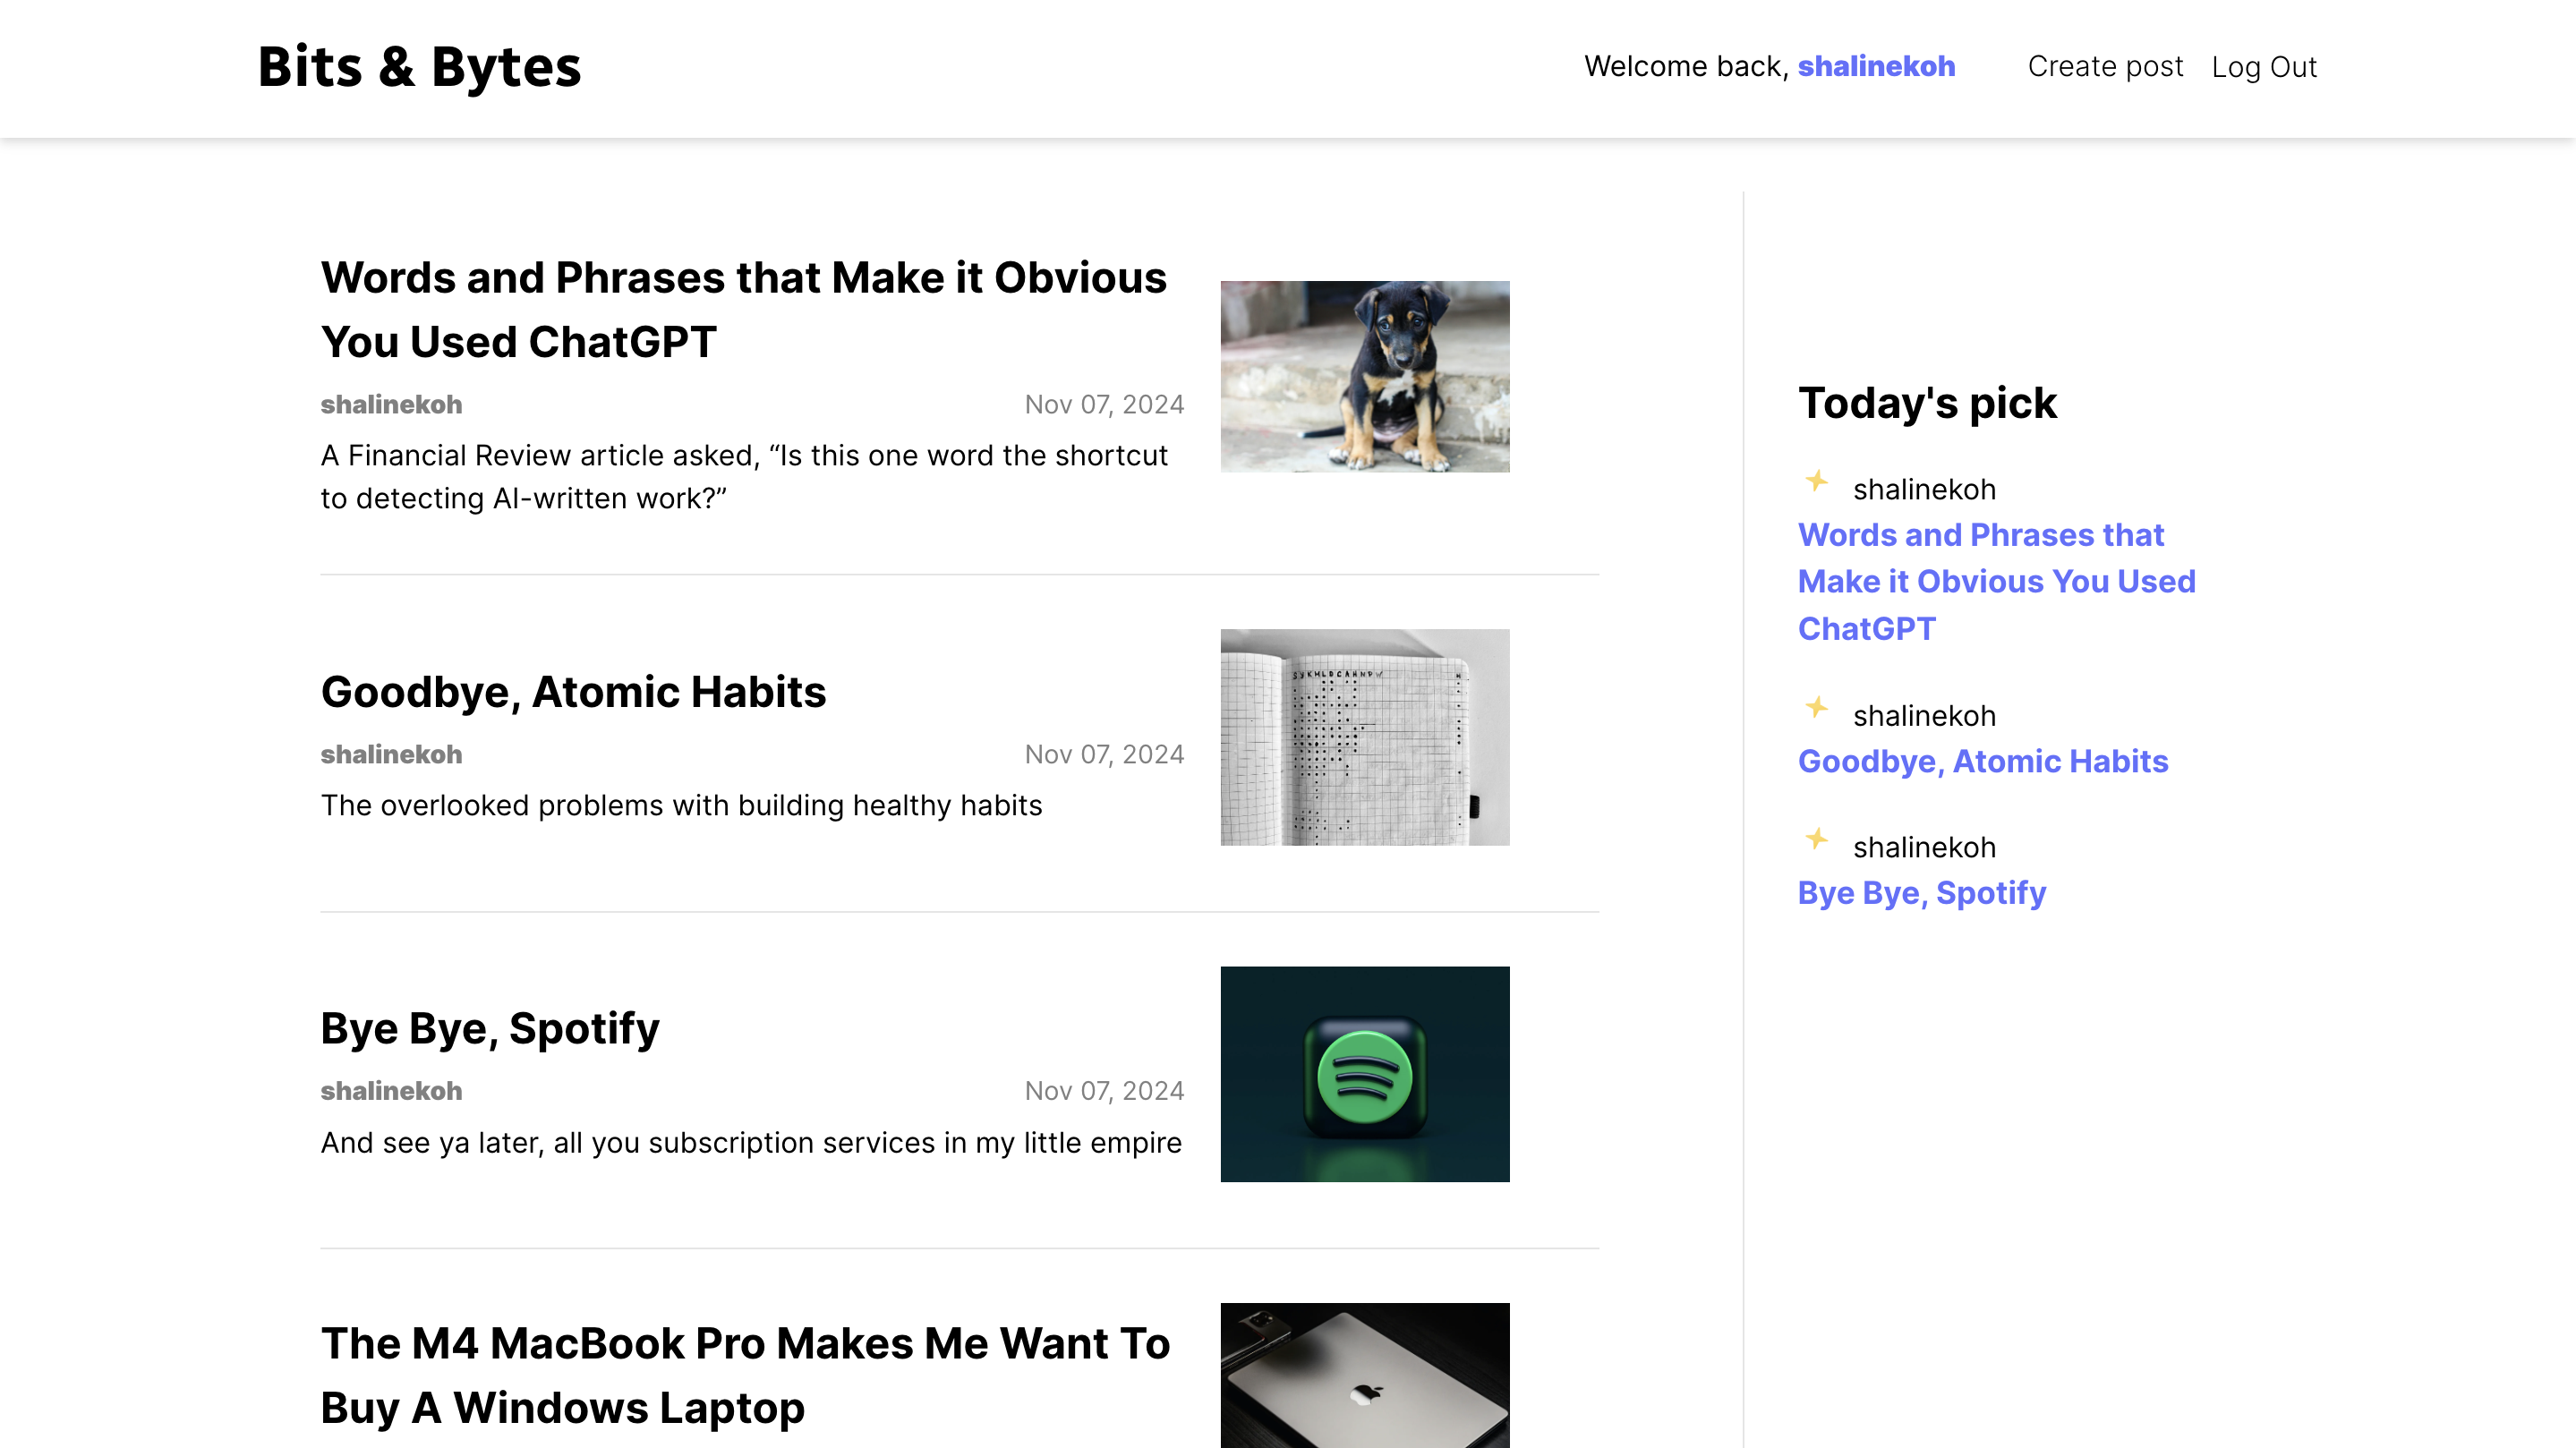 Bits & Bytes
Welcome back, shalinekoh
Create post
Log Out
Words and Phrases that Make it Obvious
You Used ChatGPT
shalinekoh
Nov 07, 2024
A Financial Review article asked, “Is this one word the shortcut
to detecting AI-written work?”
Goodbye, Atomic Habits
shalinekoh
Nov 07, 2024
The overlooked problems with building healthy habits
Bye Bye, Spotify
shalinekoh
Nov 07, 2024
And see ya later, all you subscription services in my little empire
The M4 MacBook Pro Makes Me Want To
Buy A Windows Laptop
Today's pick
shalinekoh
Words and Phrases that
Make it Obvious You Used
ChatGPT
shalinekoh
Goodbye, Atomic Habits
shalinekoh
Bye Bye, Spotify